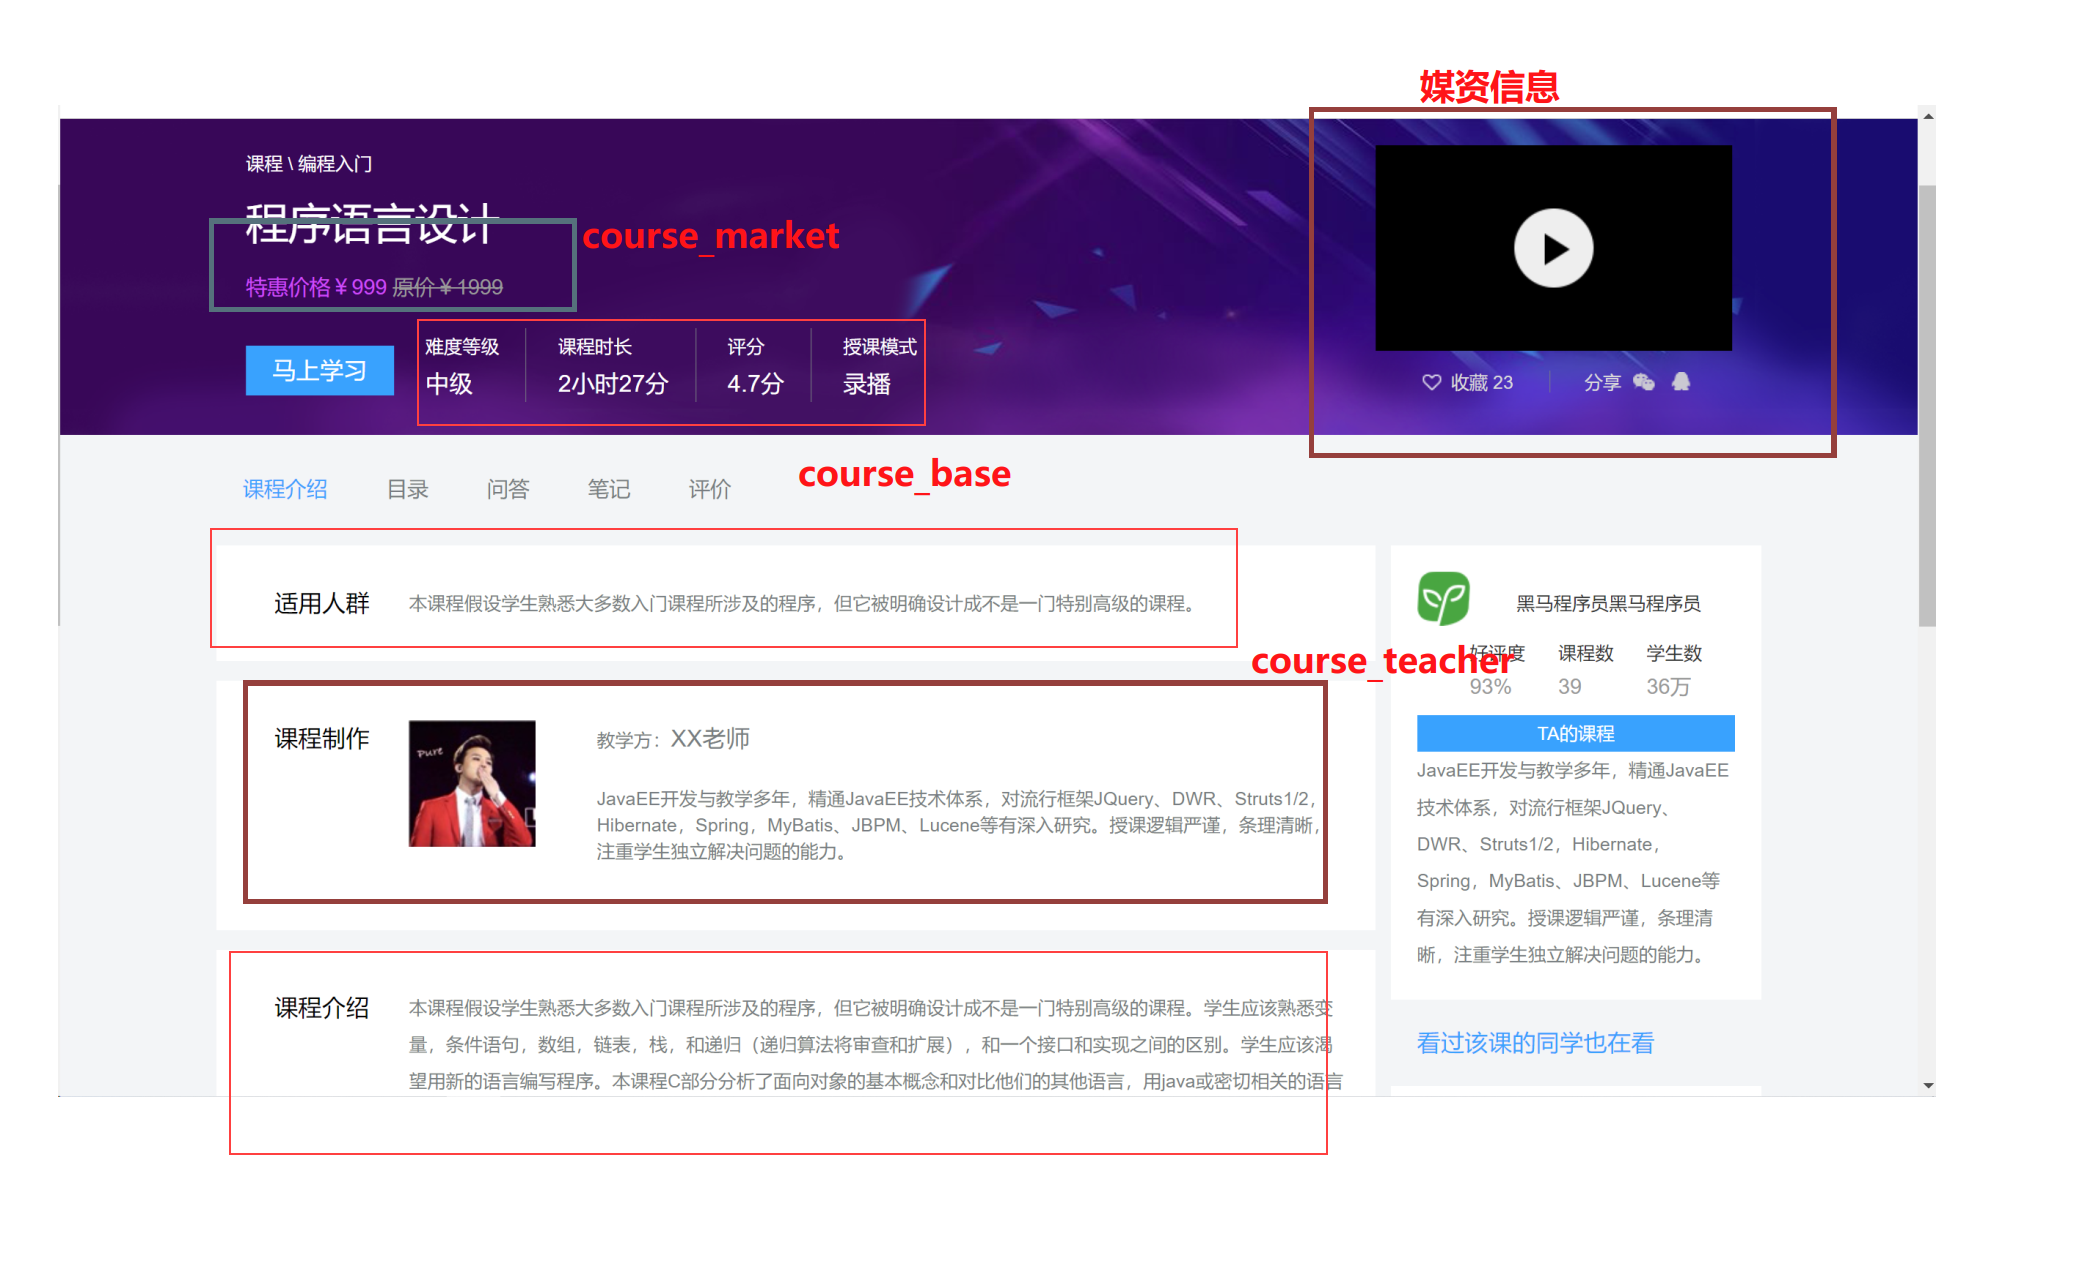 媒资信息
课程 \ 编程入门
程序语言设计
course_market
特惠价格¥999 原价¥1999
马上学习
难度等级 课程时长 评分 授课模式
中级 2小时27分 4.7分 录播
收藏 23 分享
课程介绍 目录 问答 笔记 评价
course_base
适用人群 本课程假设学生熟悉大多数入门课程所涉及的程序，但它被明确设计成不是一门特别高级的课程。
course_teacher
课程制作
Pure
教学方：XX老师
JavaEE开发与教学多年，精通JavaEE技术体系，对流行框架JQuery、DWR、Struts1/2，
Hibernate，Spring，MyBatis、JBPM、Lucene等有深入研究。授课逻辑严谨，条理清晰，
注重学生独立解决问题的能力。
课程介绍 本课程假设学生熟悉大多数入门课程所涉及的程序，但它被明确设计成不是一门特别高级的课程。学生应该熟悉变
量，条件语句，数组，链表，栈，和递归（递归算法将审查和扩展），和一个接口和实现之间的区别。学生应该渴
望用新的语言编写程序。本课程C部分分析了面向对象的基本概念和对比他们的其他语言，用java或密切相关的语言
黑马程序员黑马程序员
好评度 课程数 学生数
93% 39 36万
TA的课程
JavaEE开发与教学多年，精通JavaEE
技术体系，对流行框架JQuery、
DWR、Struts1/2，Hibernate，
Spring，MyBatis、JBPM、Lucene等
有深入研究。授课逻辑严谨，条理清
晰，注重学生独立解决问题的能力。
看过该课的同学也在看